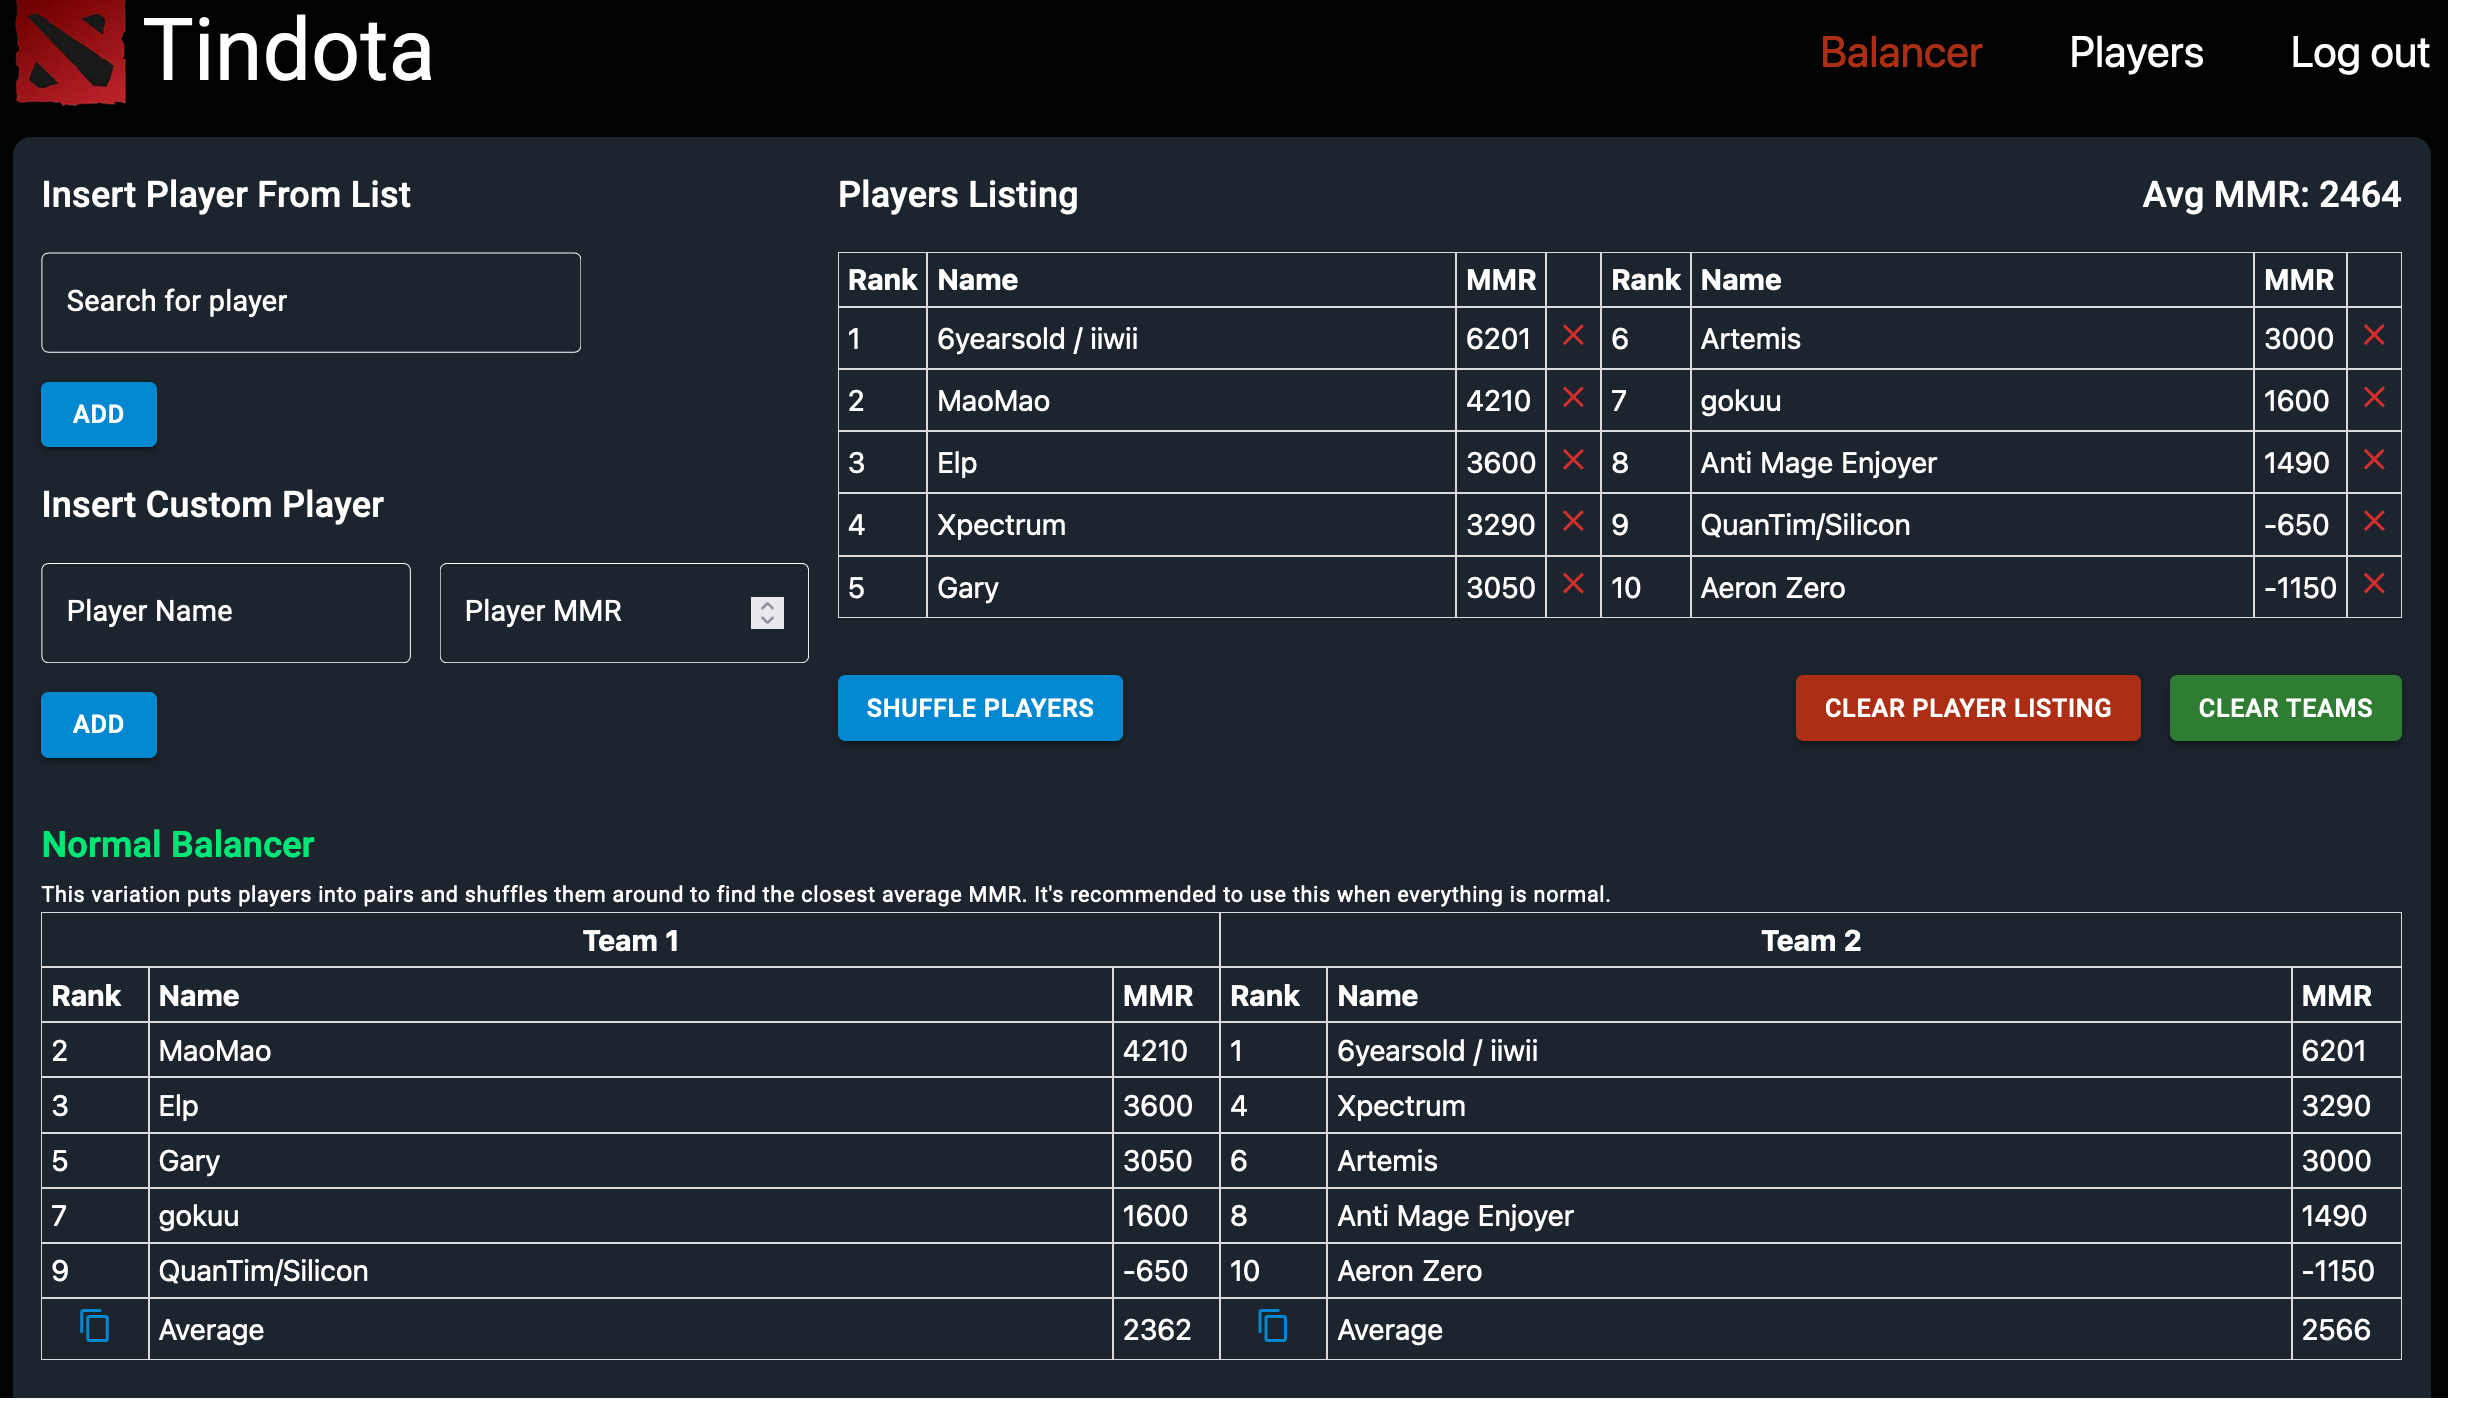 Tindota
Balancer Players Log out
Insert Player From List
Search for player
ADD
Insert Custom Player
Player Name Player MMR
ADD
Players Listing Avg MMR: 2464
Rank Name MMR Rank Name MMR
1 6yearsold / iiwii 6201 6 Artemis 3000
2 MaoMao 4210 7 gokuu 1600
3 Elp 3600 8 Anti Mage Enjoyer 1490
4 Xpectrum 3290 9 QuanTim/Silicon -650
5 Gary 3050 10 Aeron Zero -1150
SHUFFLE PLAYERS CLEAR PLAYER LISTING CLEAR TEAMS
Normal Balancer
This variation puts players into pairs and shuffles them around to find the closest average MMR. It's recommended to use this when everything is normal.
Team 1 Team 2
Rank Name MMR Rank Name MMR
2 MaoMao 4210 1 6yearsold / iiwii 6201
3 Elp 3600 4 Xpectrum 3290
5 Gary 3050 6 Artemis 3000
7 gokuu 1600 8 Anti Mage Enjoyer 1490
9 QuanTim/Silicon -650 10 Aeron Zero -1150
Average 2362 Average 2566